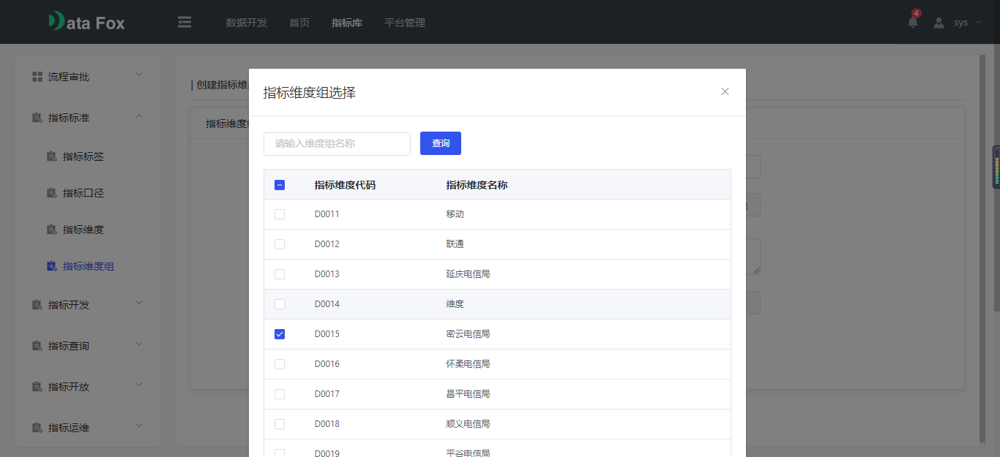 Data Fox
数据开发 首页 指标库 平台管理
4
sys
流程审批
指标标准
指标标签
指标口径
指标维度
指标维度组
指标开发
指标查询
指标开放
指标运维
| 创建指标维
指标维度
指标维度组选择
请输入维度组名称 查询
指标维度代码 指标维度名称
D0011 移动
D0012 联通
D0013 延庆电信局
D0014 维度
D0015 密云电信局
D0016 怀柔电信局
D0017 昌平电信局
D0018 顺义电信局
D0019 平谷电信局